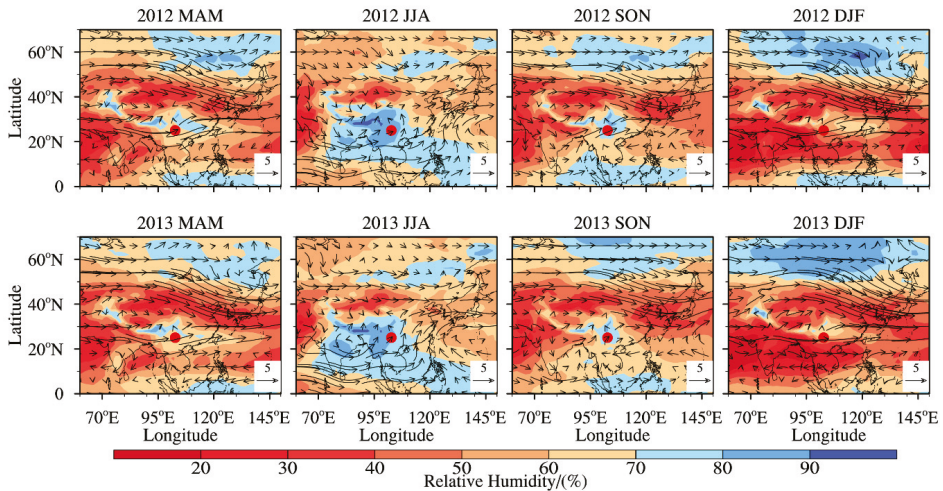 2012 MAM 2012 JJA 2012 SON 2012 DJF
60°N
40°N
20°N
0
Latitude
5 5 5 5
2013 MAM 2013 JJA 2013 SON 2013 DJF
60°N
40°N
20°N
0
Latitude
5 5 5 5
70°E 95°E 120°E 145°E 70°E 95°E 120°E 145°E 70°E 95°E 120°E 145°E 70°E 95°E 120°E 145°E
Longitude Longitude Longitude Longitude
20 30 40 50 60 70 80 90
Relative Humidity/(%)